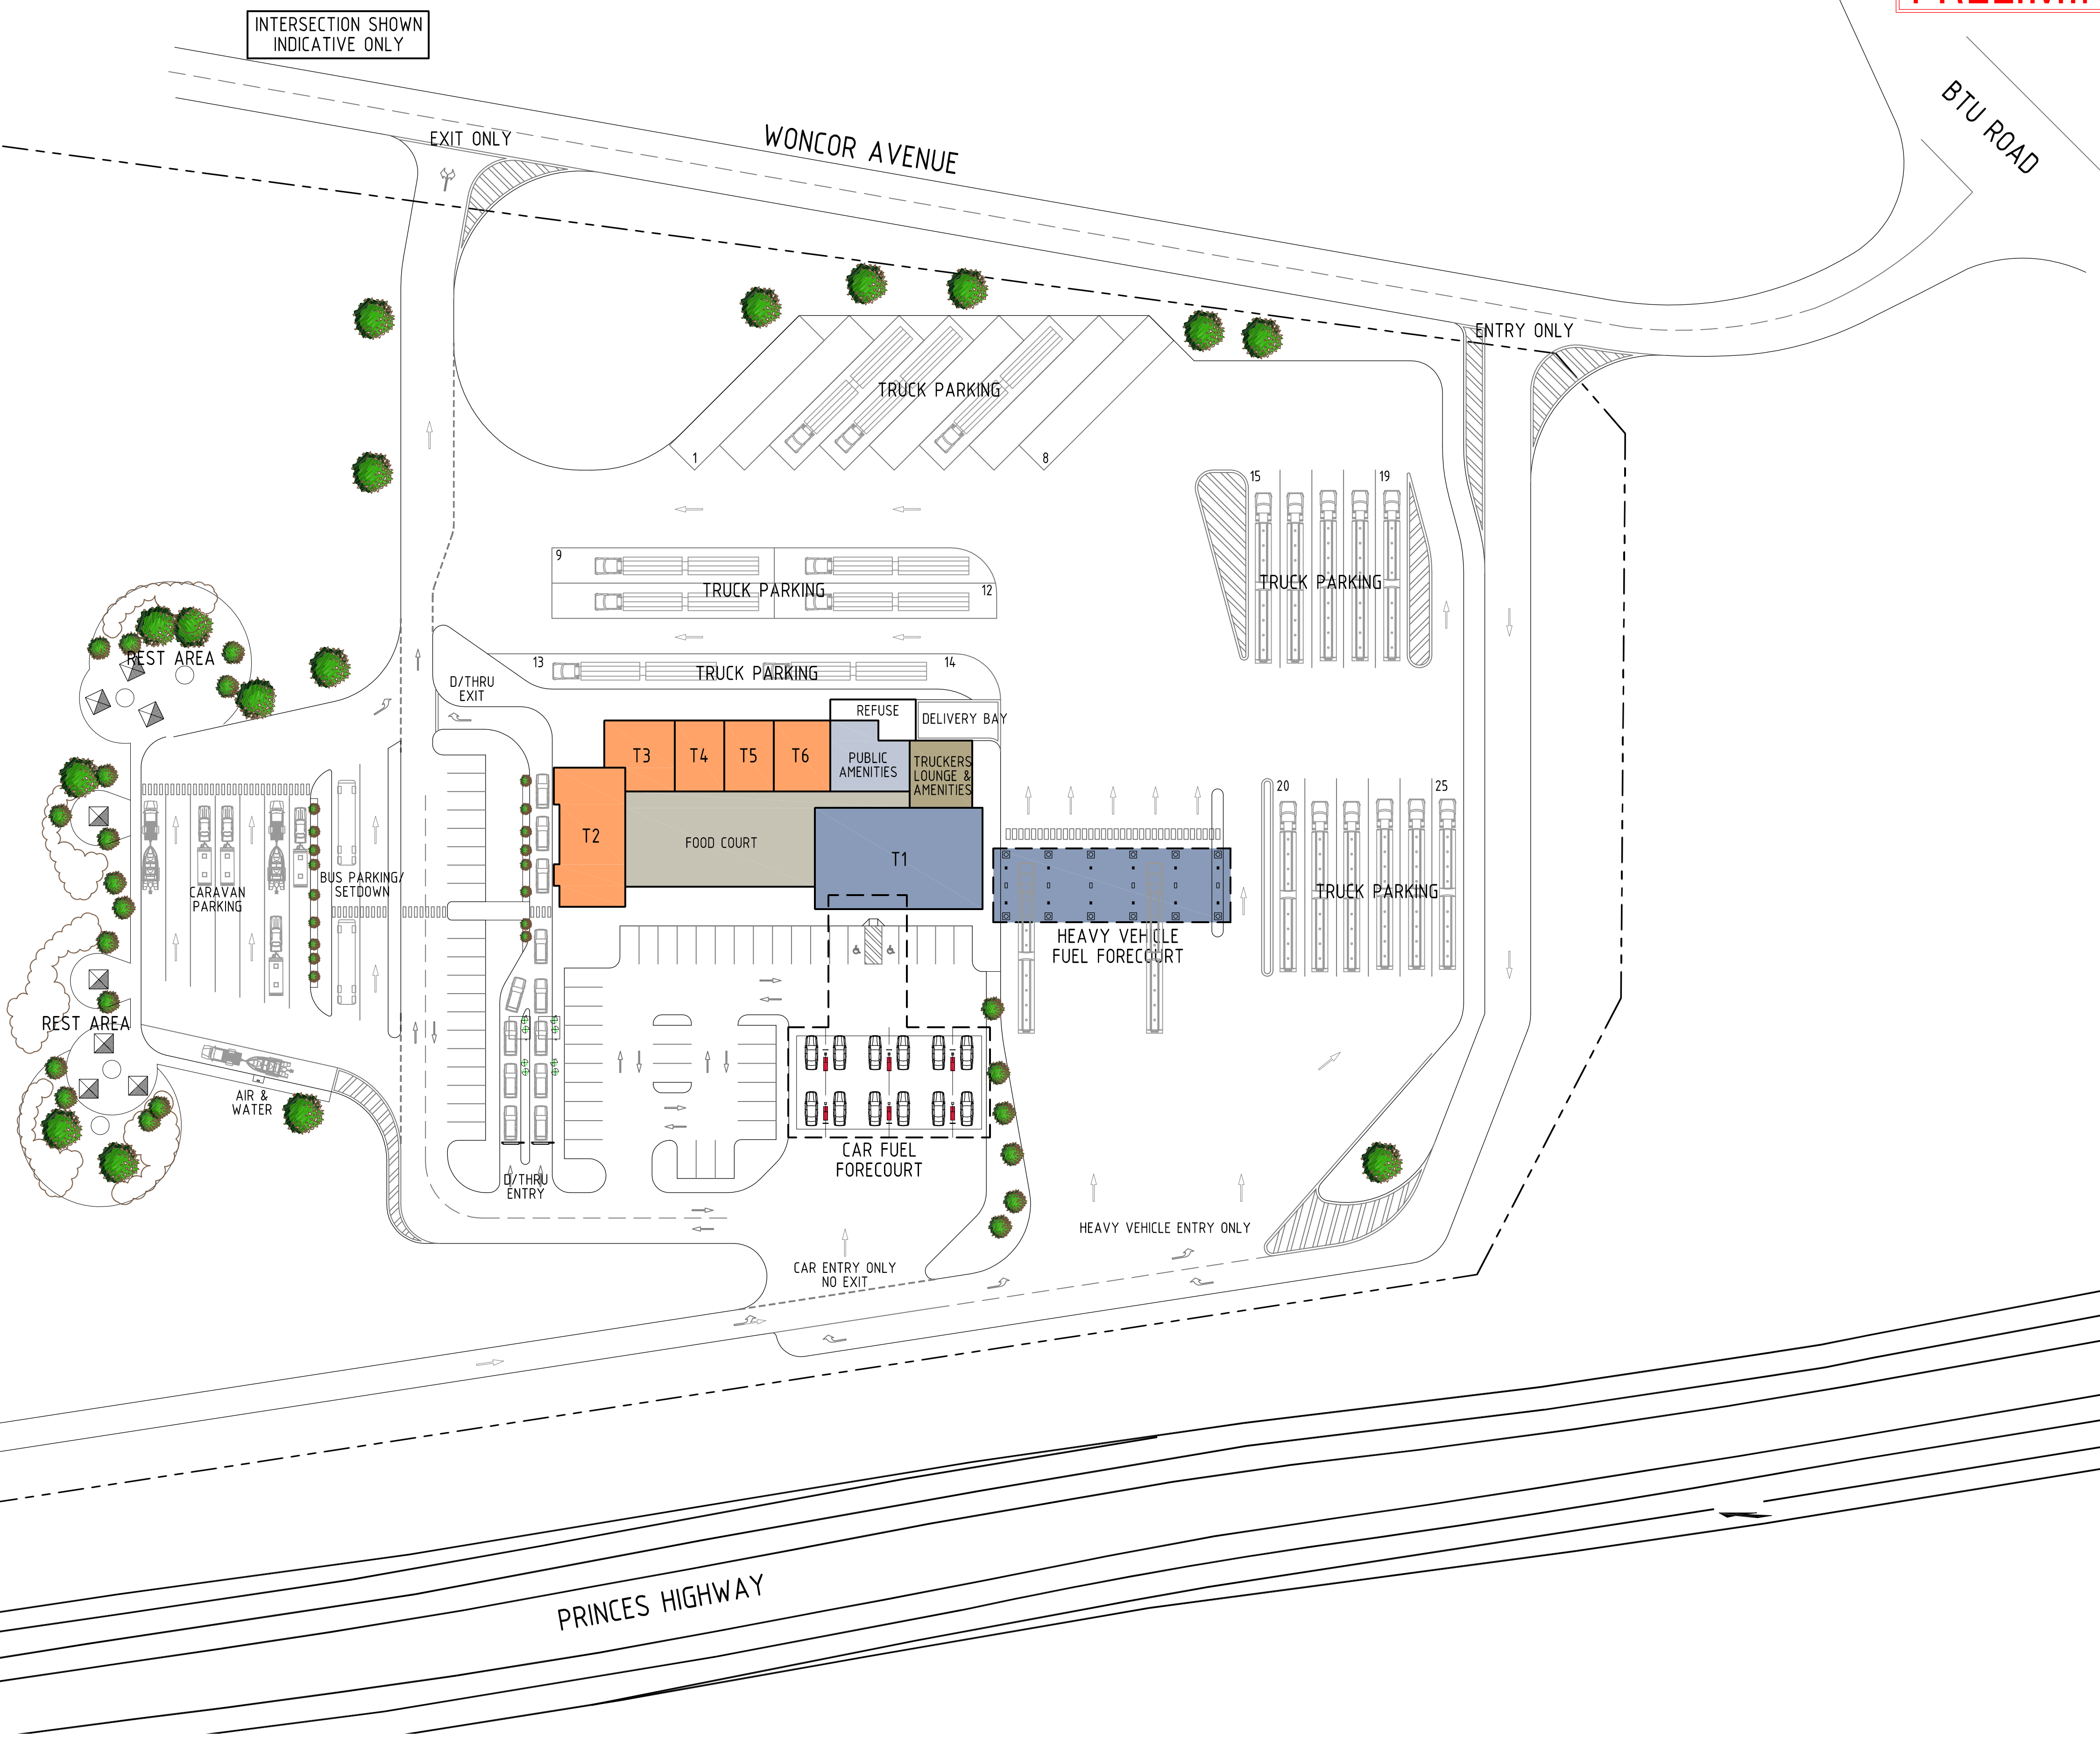 INTERSECTION SHOWN
INDICATIVE ONLY
BTU ROAD
EXIT ONLY
WONCOR AVENUE
ENTRY ONLY
TRUCK PARKING
1
8
15
19
9
TRUCK PARKING
12
TRUCK PARKING
REST AREA
13
TRUCK PARKING
14
D/THRU
EXIT
REFUSE
DELIVERY BAY
T3
T4
T5
T6
PUBLIC
AMENITIES
TRUCKERS
LOUNGE &
AMENITIES
20
25
T2
FOOD COURT
T1
BUS PARKING/
SETDOWN
CARAVAN
PARKING
TRUCK PARKING
HEAVY VEHICLE
FUEL FORECOURT
REST AREA
AIR &
WATER
CAR FUEL
FORECOURT
D/THRU
ENTRY
HEAVY VEHICLE ENTRY ONLY
CAR ENTRY ONLY
NO EXIT
PRINCES HIGHWAY